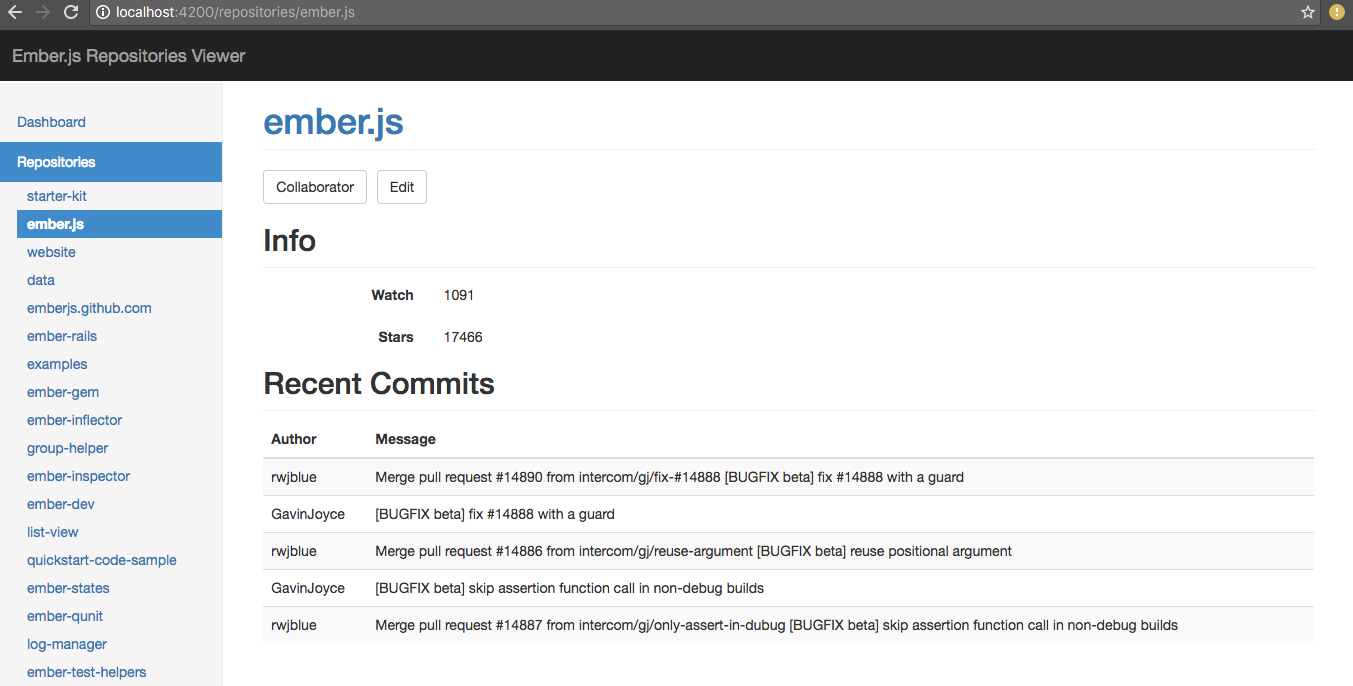 localhost:4200/repositories/ember.js
Ember.js Repositories Viewer
Dashboard
Repositories
starter-kit
ember.js
website
data
emberjs.github.com
ember-rails
examples
ember-gem
ember-inflector
group-helper
ember-inspector
ember-dev
list-view
quickstart-code-sample
ember-states
ember-qunit
log-manager
ember-test-helpers
ember.js
Collaborator Edit
Info
Watch 1091
Stars 17466
Recent Commits
Author Message
rwjblue Merge pull request #14890 from intercom/gj/fix-#14888 [BUGFIX beta] fix #14888 with a guard
GavinJoyce [BUGFIX beta] fix #14888 with a guard
rwjblue Merge pull request #14886 from intercom/gj/reuse-argument [BUGFIX beta] reuse positional argument
GavinJoyce [BUGFIX beta] skip assertion function call in non-debug builds
rwjblue Merge pull request #14887 from intercom/gj/only-assert-in-dubug [BUGFIX beta] skip assertion function call in non-debug builds